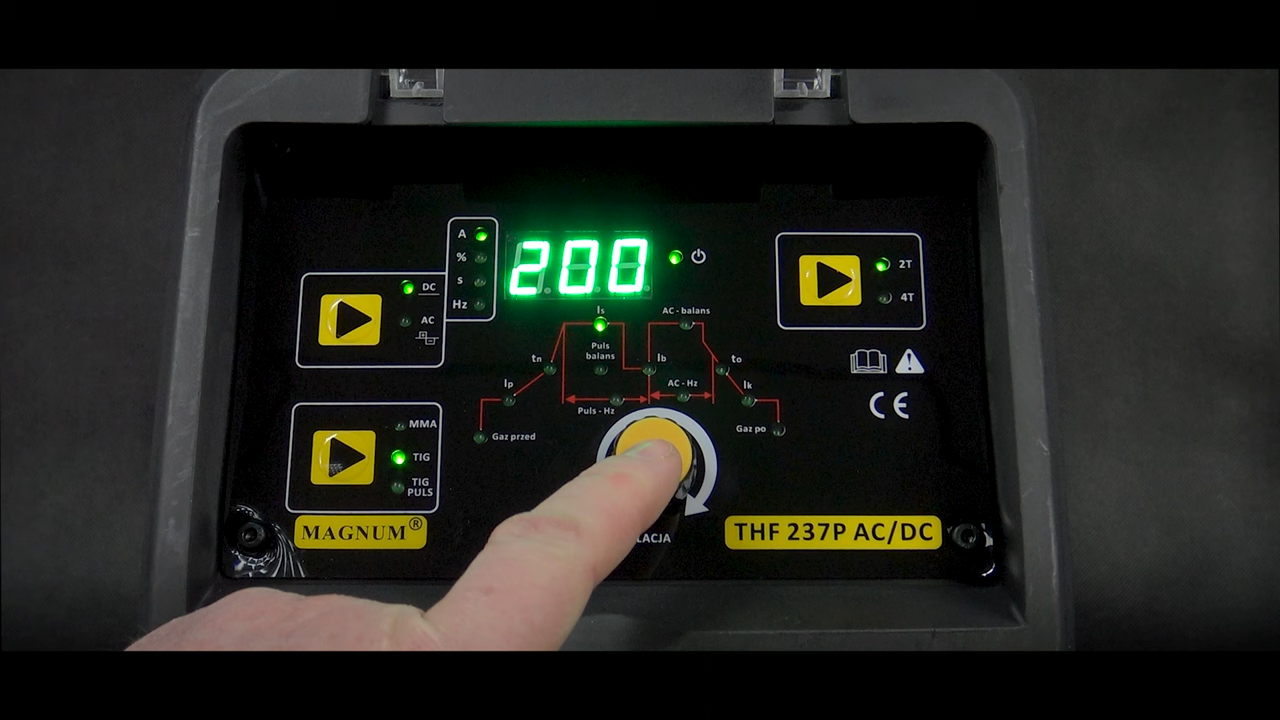 A
%
s
Hz
200
DC
AC
2T
4T
Is
AC - balans
Puls
balans
tn
Ib
to
Ip
AC - Hz
Ik
Puls - Hz
Gaz przed
Gaz po
MMA
TIG
TIG
PULS
CE
MAGNUM®
LACJA
THF 237P AC/DC